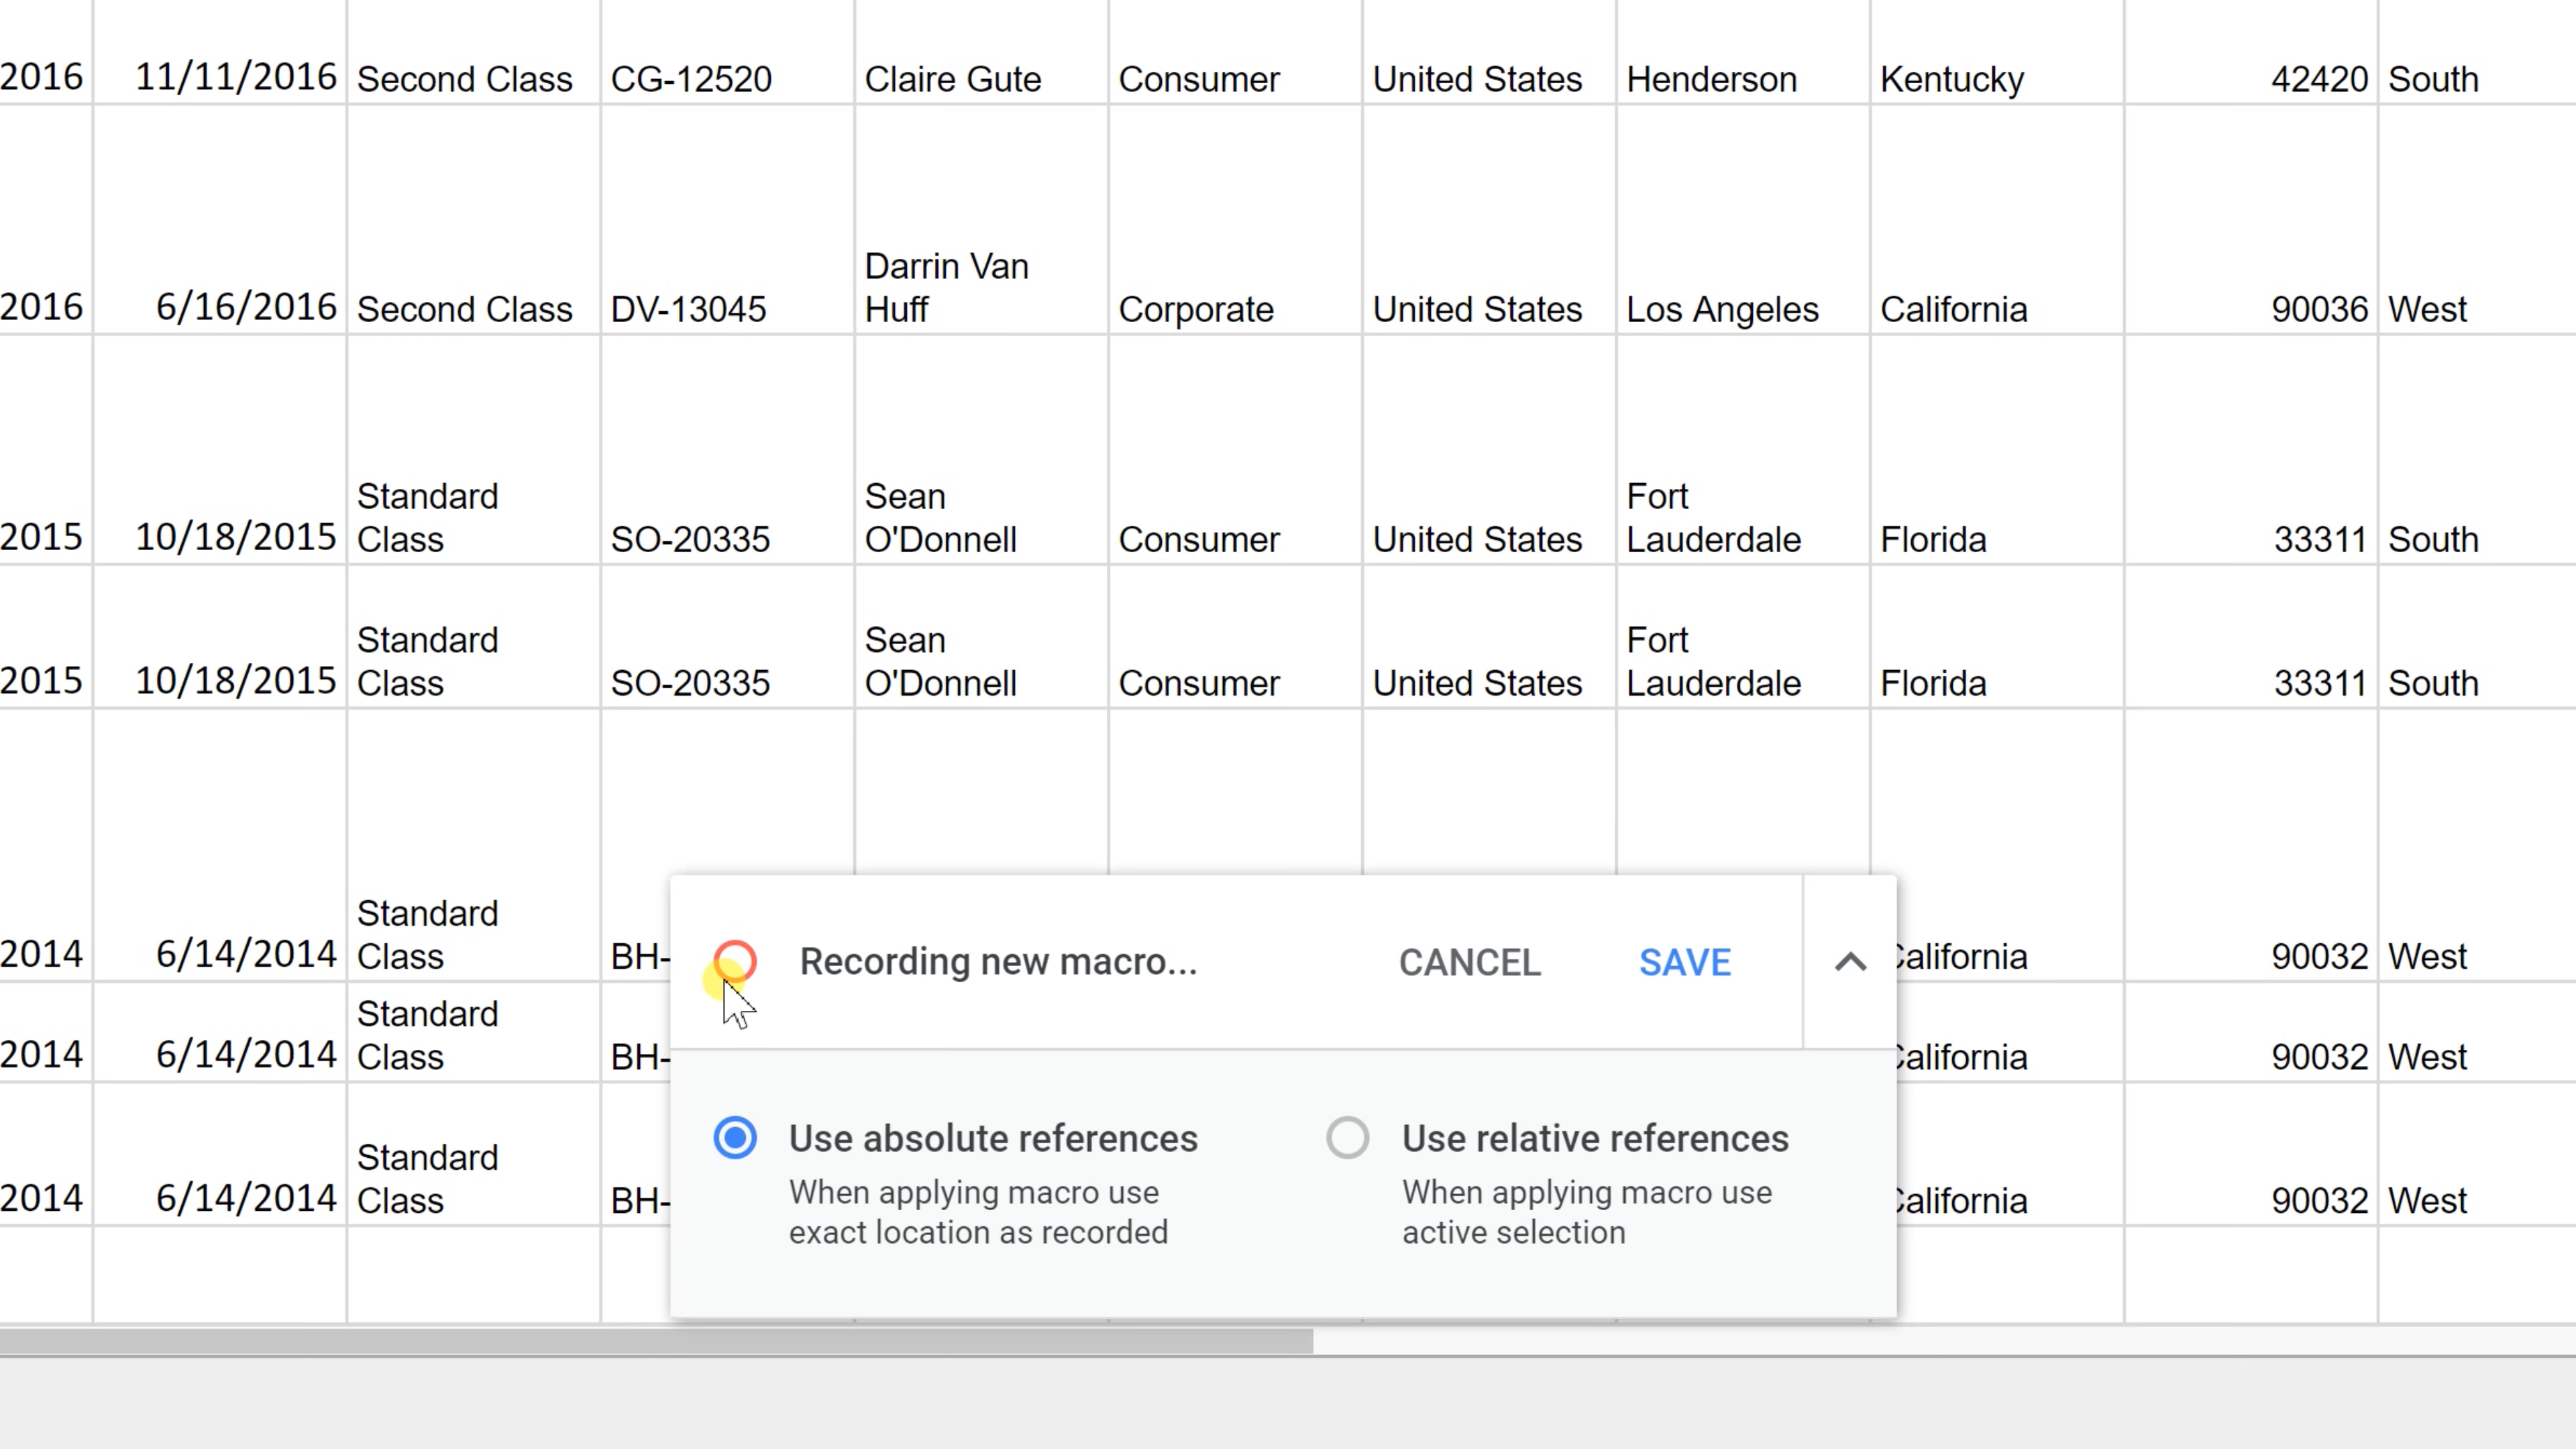 2016 11/11/2016 Second Class CG-12520 Claire Gute Consumer United States Henderson Kentucky 42420 South
Darrin Van
2016 6/16/2016 Second Class DV-13045 Huff Corporate United States Los Angeles California 90036 West
Standard Sean Fort
2015 10/18/2015 Class SO-20335 O'Donnell Consumer United States Lauderdale Florida 33311 South
Standard Sean Fort
2015 10/18/2015 Class SO-20335 O'Donnell Consumer United States Lauderdale Florida 33311 South
Standard
2014 6/14/2014 Class BH- California 90032 West
Standard
2014 6/14/2014 Class BH- California 90032 West
Standard
2014 6/14/2014 Class BH- California 90032 West
Recording new macro... CANCEL SAVE
Use absolute references
When applying macro use
exact location as recorded
Use relative references
When applying macro use
active selection